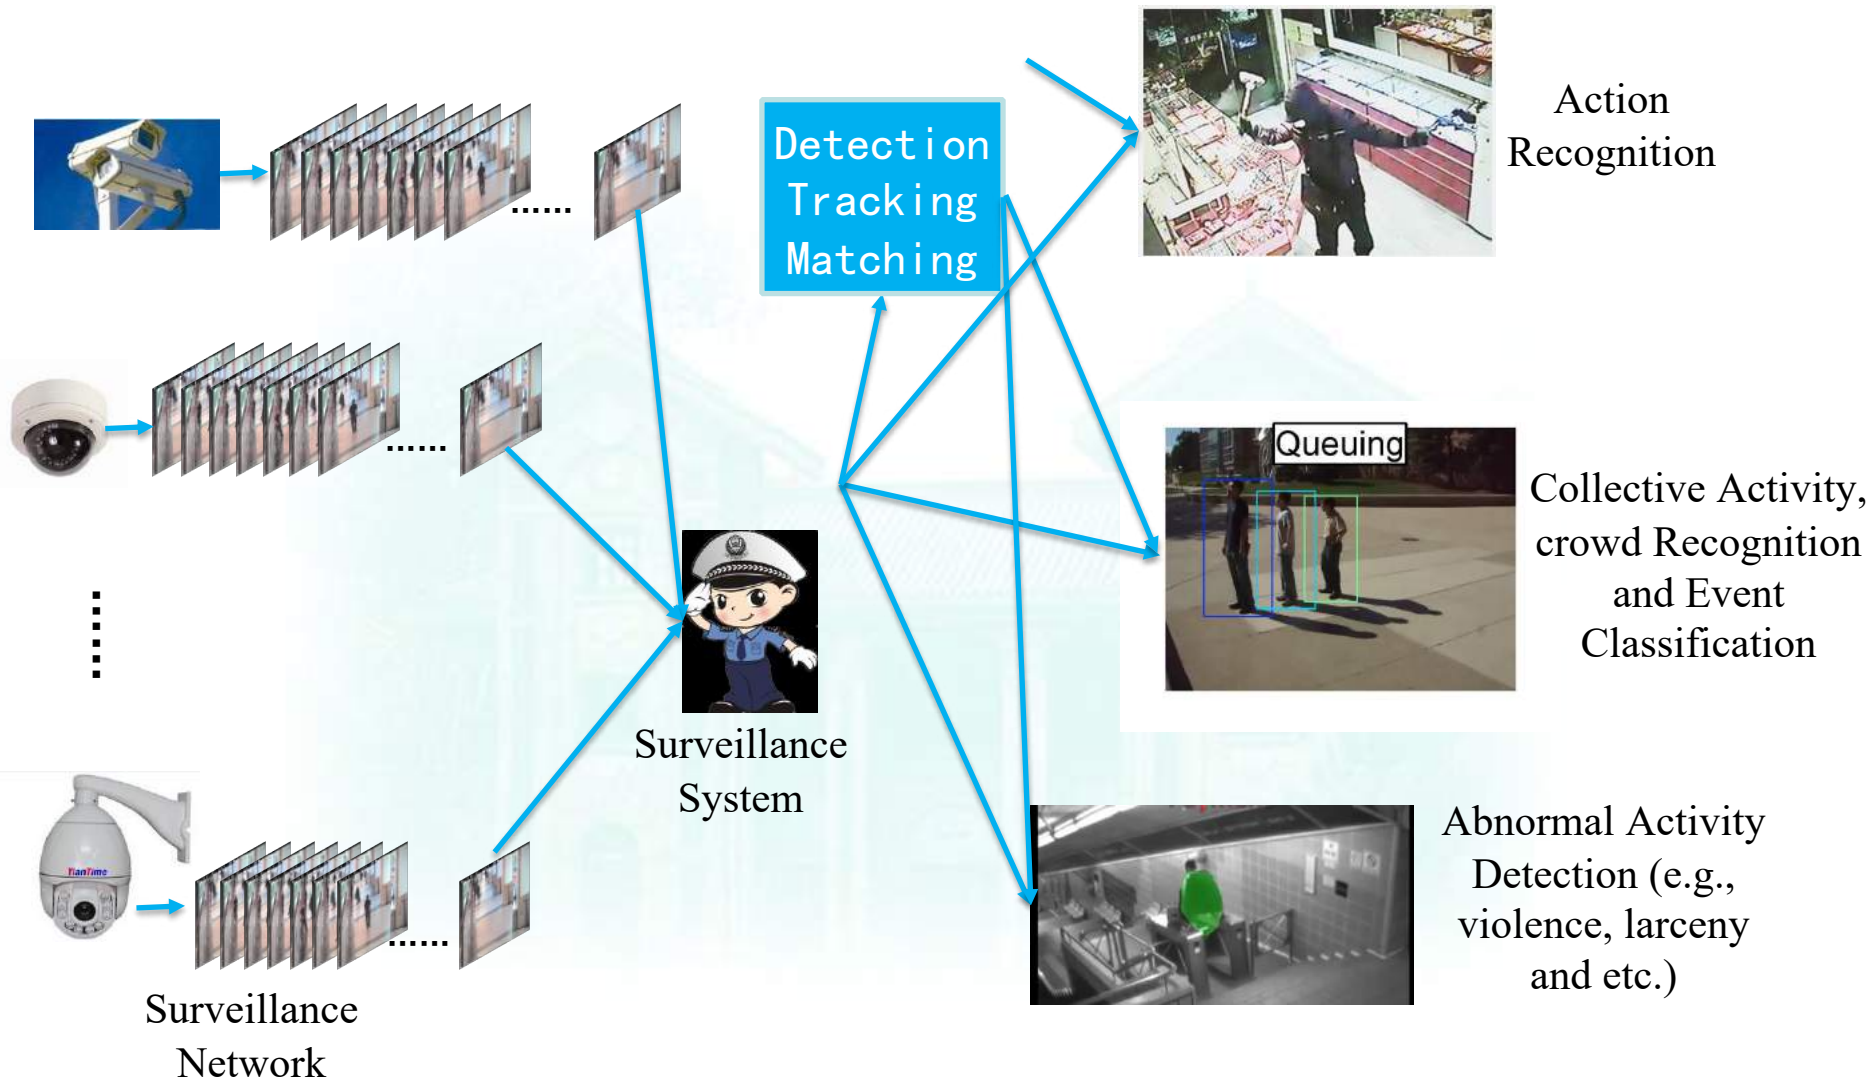 Detection
Tracking
Matching
Action
Recognition
......
......
Queuing
Collective Activity,
crowd Recognition
and Event
Classification
......
Surveillance
System
TianTime
......
Abnormal Activity
Detection (e.g.,
violence, larceny
and etc.)
Surveillance
Network